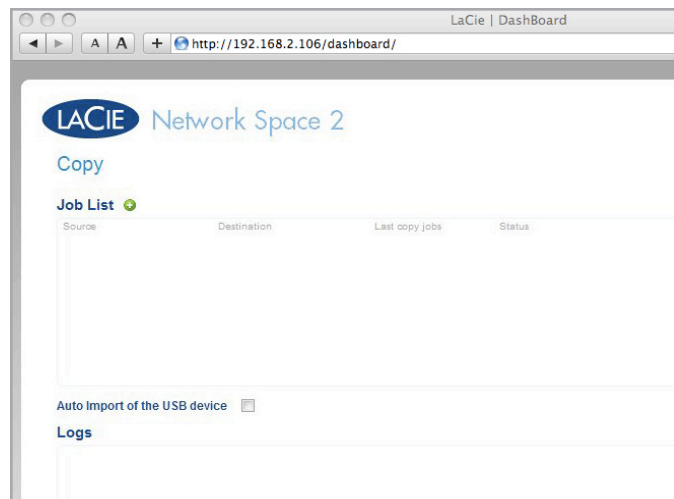 LaCie | DashBoard
A A + http://192.168.2.106/dashboard/
LACIE Network Space 2
Copy
Job List
Source Destination Last copy jobs Status
Auto Import of the USB device
Logs